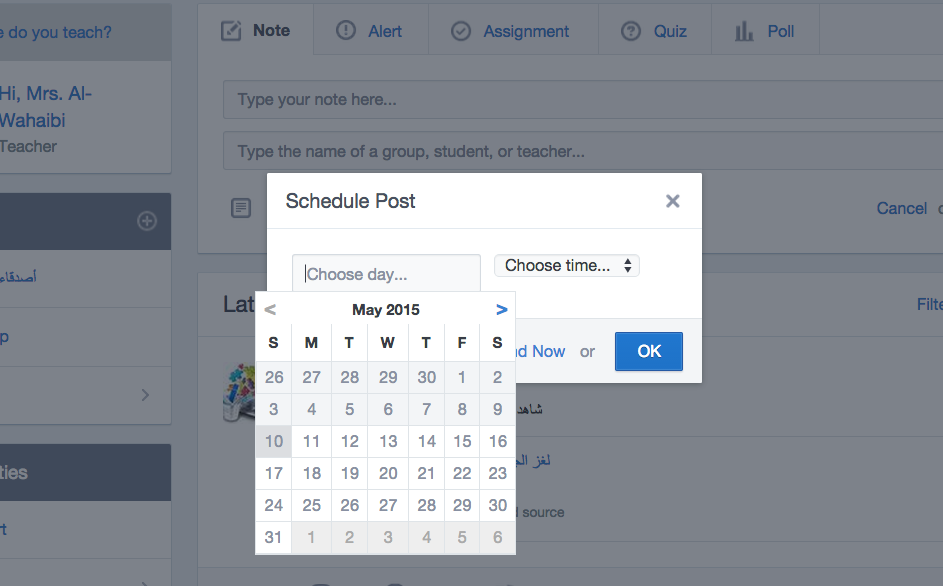 e do you teach?
Note
Alert
Assignment
Quiz
Poll
Hi, Mrs. Al-
Wahaibi
Teacher
Type your note here...
Type the name of a group, student, or teacher...
Schedule Post
Cancel
Choose day...
Choose time...
أصدقاء
Lat
Filte
< May 2015 >
S M T W T F S
26 27 28 29 30 1 2
3 4 5 6 7 8 9
10 11 12 13 14 15 16
17 18 19 20 21 22 23
24 25 26 27 28 29 30
31 1 2 3 4 5 6
nd Now or OK
p
شاهد
لغز الج
ties
source
t